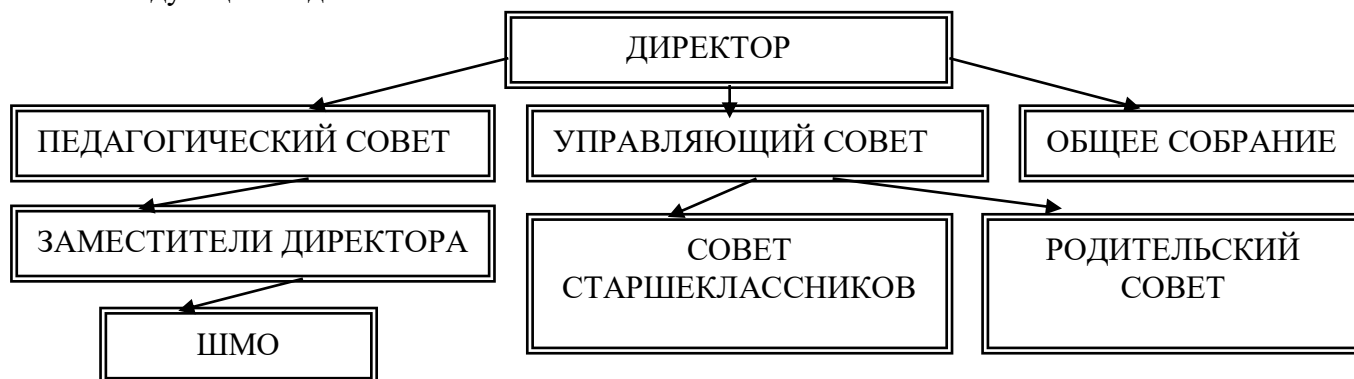 ДИРЕКТОР
ПЕДАГОГИЧЕСКИЙ СОВЕТ
УПРАВЛЯЮЩИЙ СОВЕТ
ОБЩЕЕ СОБРАНИЕ
ЗАМЕСТИТЕЛИ ДИРЕКТОРА
СОВЕТ
СТАРШЕКЛАССНИКОВ
РОДИТЕЛЬСКИЙ
СОВЕТ
ШМО